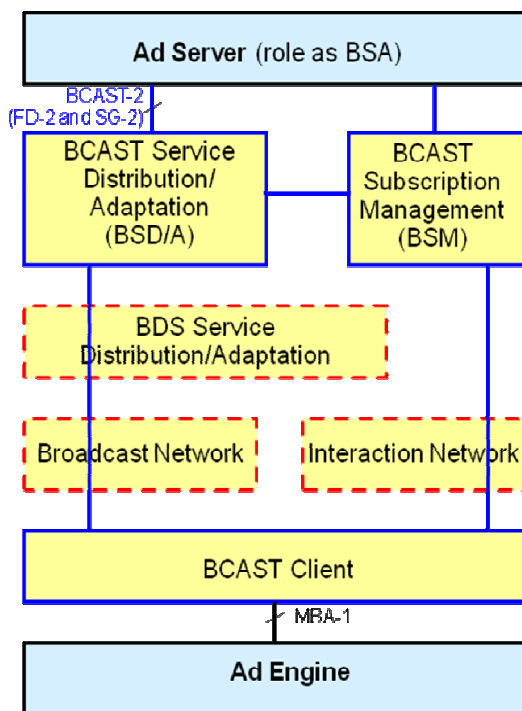 Ad Server (role as BSA)
BCAST-2
(FD-2 and SG-2)
BCAST Service
Distribution/
Adaptation
(BSD/A)
BCAST
Subscription
Management
(BSM)
BDS Service
Distribution/Adaptation
Broadcast Network
Interaction Network
BCAST Client
MBA-1
Ad Engine